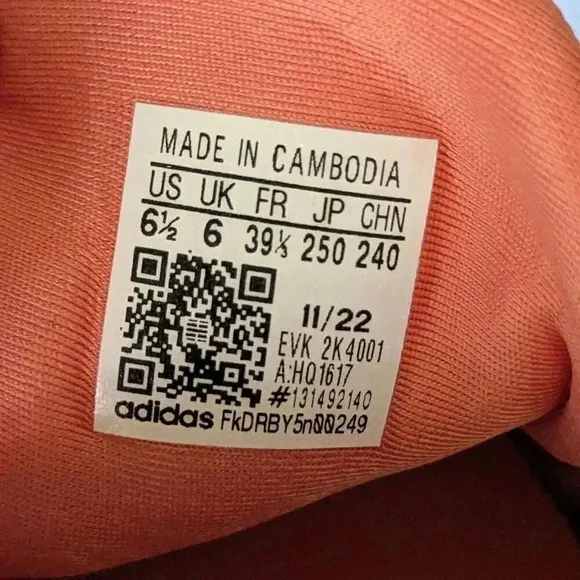 MADE IN CAMBODIA
US UK FR JP CHN
6½ 6 39⅓ 250 240
11/22
EVK 2K4001
A:HQ1617
#131492140
adidas FkDRBY5n00249